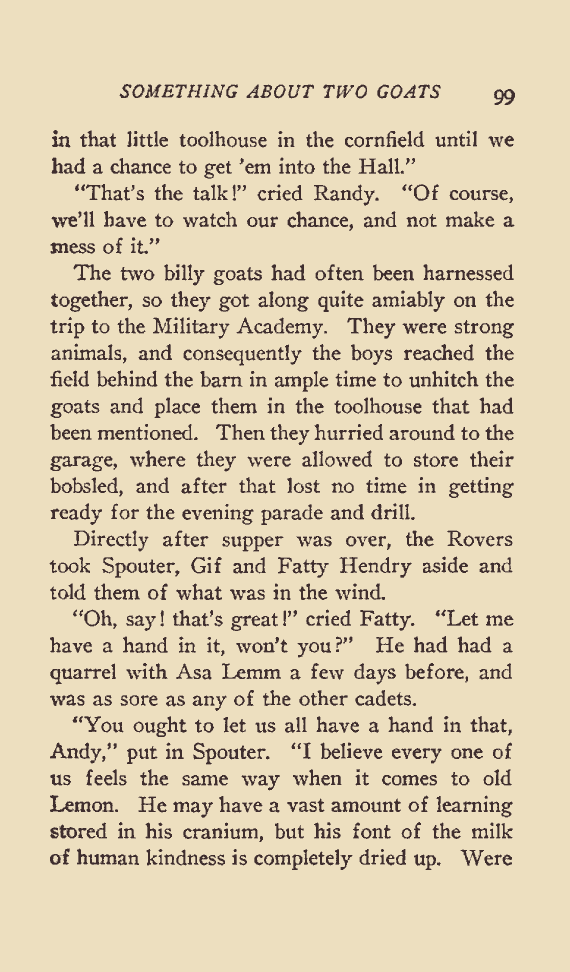 SOMETHING ABOUT TWO GOATS 99
in that little toolhouse in the cornfield until we
had a chance to get 'em into the Hall."
"That's the talk!" cried Randy. "Of course,
we'll have to watch our chance, and not make a
mess of it."
The two billy goats had often been harnessed
together, so they got along quite amiably on the
trip to the Military Academy. They were strong
animals, and consequently the boys reached the
field behind the barn in ample time to unhitch the
goats and place them in the toolhouse that had
been mentioned. Then they hurried around to the
garage, where they were allowed to store their
bobsled, and after that lost no time in getting
ready for the evening parade and drill.
Directly after supper was over, the Rovers
took Spouter, Gif and Fatty Hendry aside and
told them of what was in the wind.
"Oh, say! that's great!" cried Fatty. "Let me
have a hand in it, won't you?" He had had a
quarrel with Asa Lemm a few days before, and
was as sore as any of the other cadets.
"You ought to let us all have a hand in that,
Andy," put in Spouter. "I believe every one of
us feels the same way when it comes to old
Lemon. He may have a vast amount of learning
stored in his cranium, but his font of the milk
of human kindness is completely dried up. Were